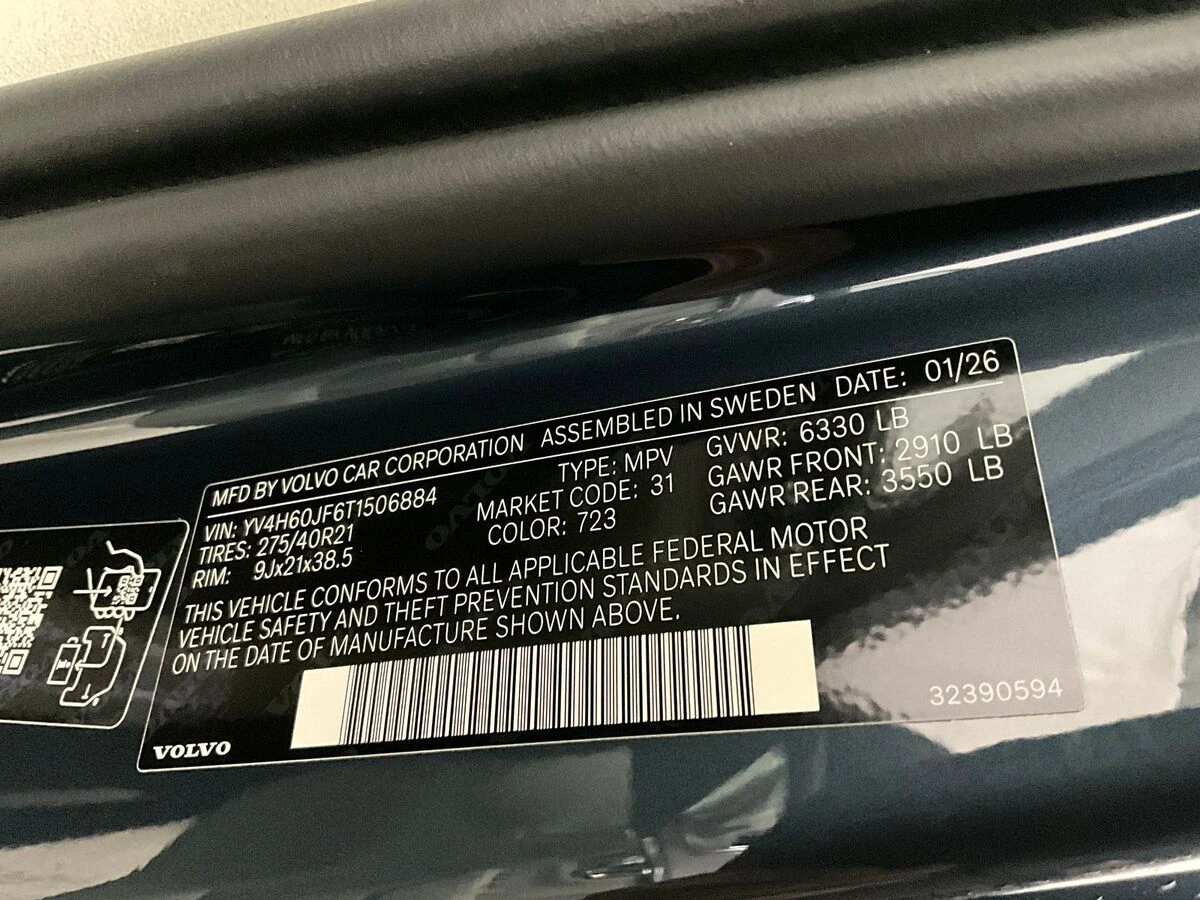 MFD BY VOLVO CAR CORPORATION ASSEMBLED IN SWEDEN DATE: 01/26
VIN: YV4H60JF6T1506884 TYPE: MPV GVWR: 6330 LB
TIRES: 275/40R21 MARKET CODE: 31 GAWR FRONT: 2910 LB
RIM: 9Jx21x38.5 COLOR: 723 GAWR REAR: 3550 LB
THIS VEHICLE CONFORMS TO ALL APPLICABLE FEDERAL MOTOR
VEHICLE SAFETY AND THEFT PREVENTION STANDARDS IN EFFECT
ON THE DATE OF MANUFACTURE SHOWN ABOVE.
32390594
VOLVO